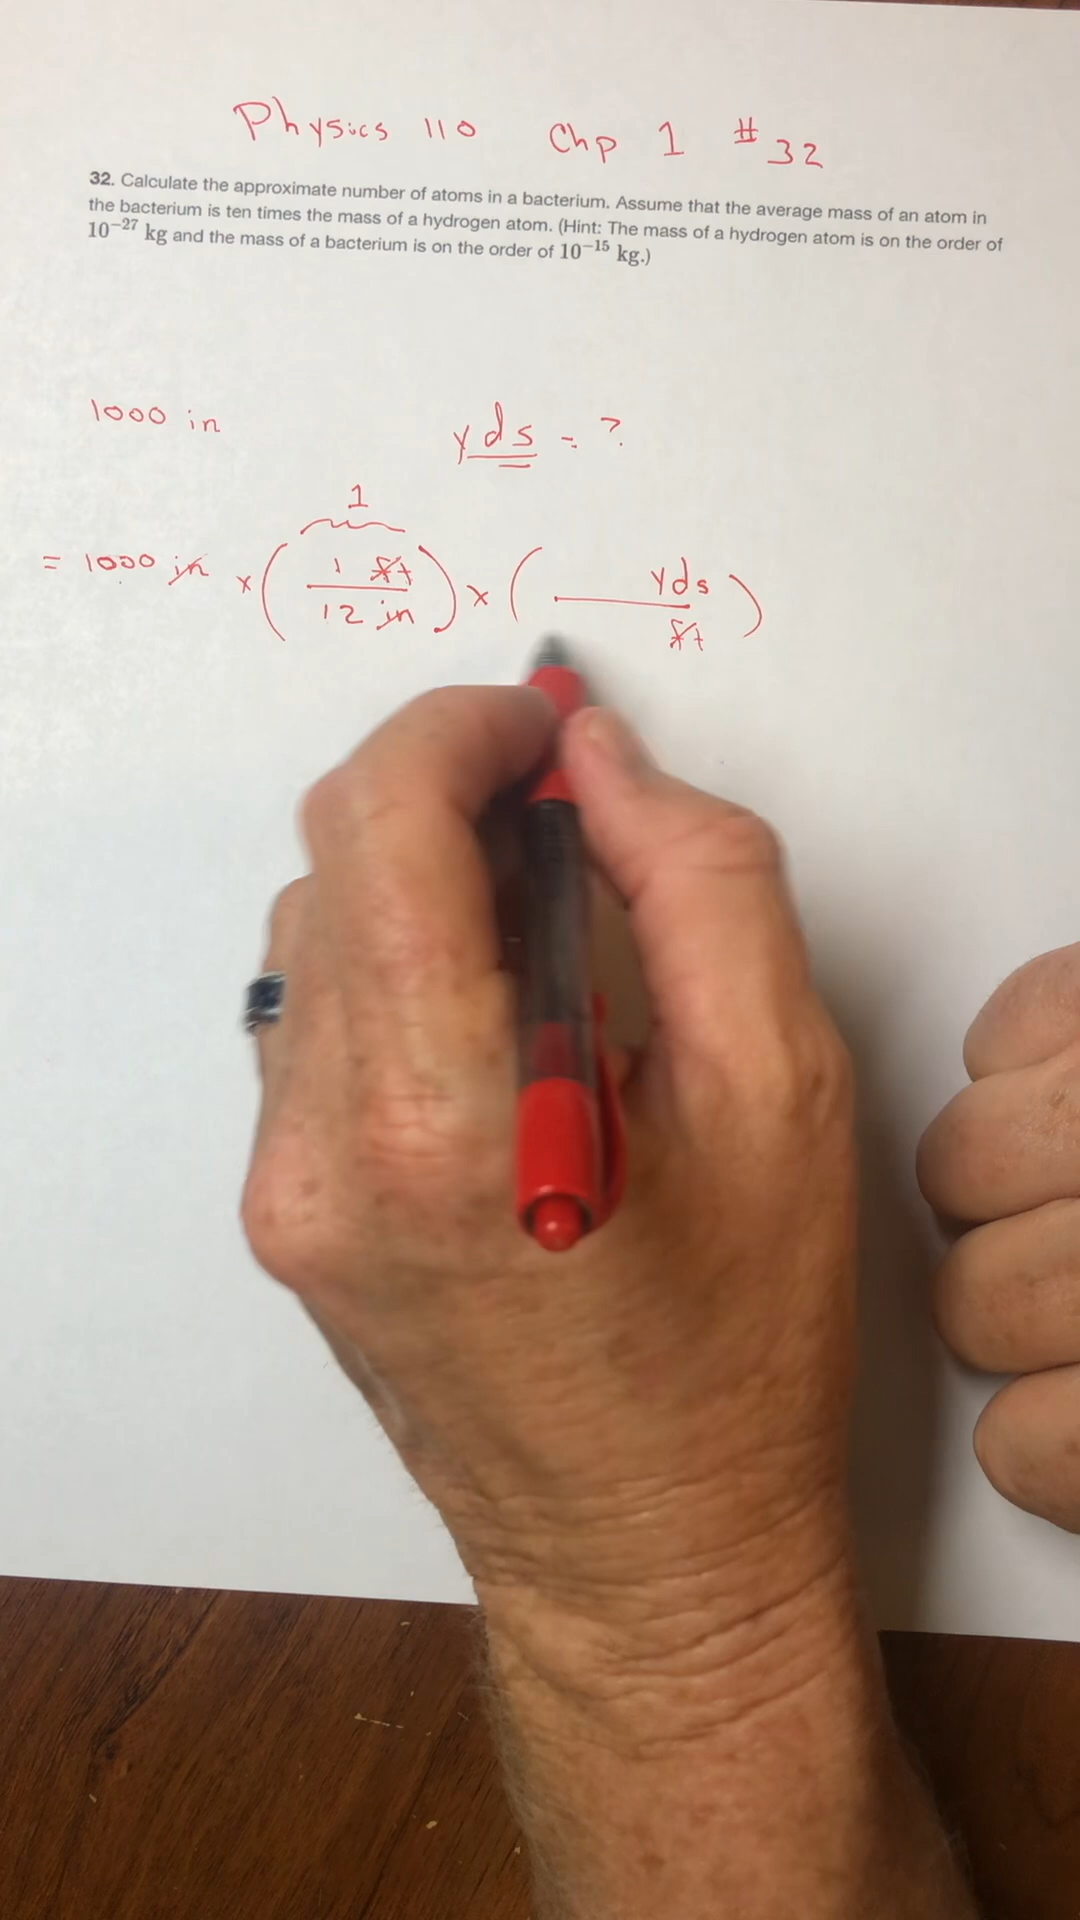 Physics 110 Chp 1 # 32
32. Calculate the approximate number of atoms in a bacterium. Assume that the average mass of an atom in
the bacterium is ten times the mass of a hydrogen atom. (Hint: The mass of a hydrogen atom is on the order of
10⁻²⁷ kg and the mass of a bacterium is on the order of 10⁻¹⁵ kg.)
1000 in yds = ?
1
= 1000 in × ( 1 ft / 12 in ) × ( yds / ft )